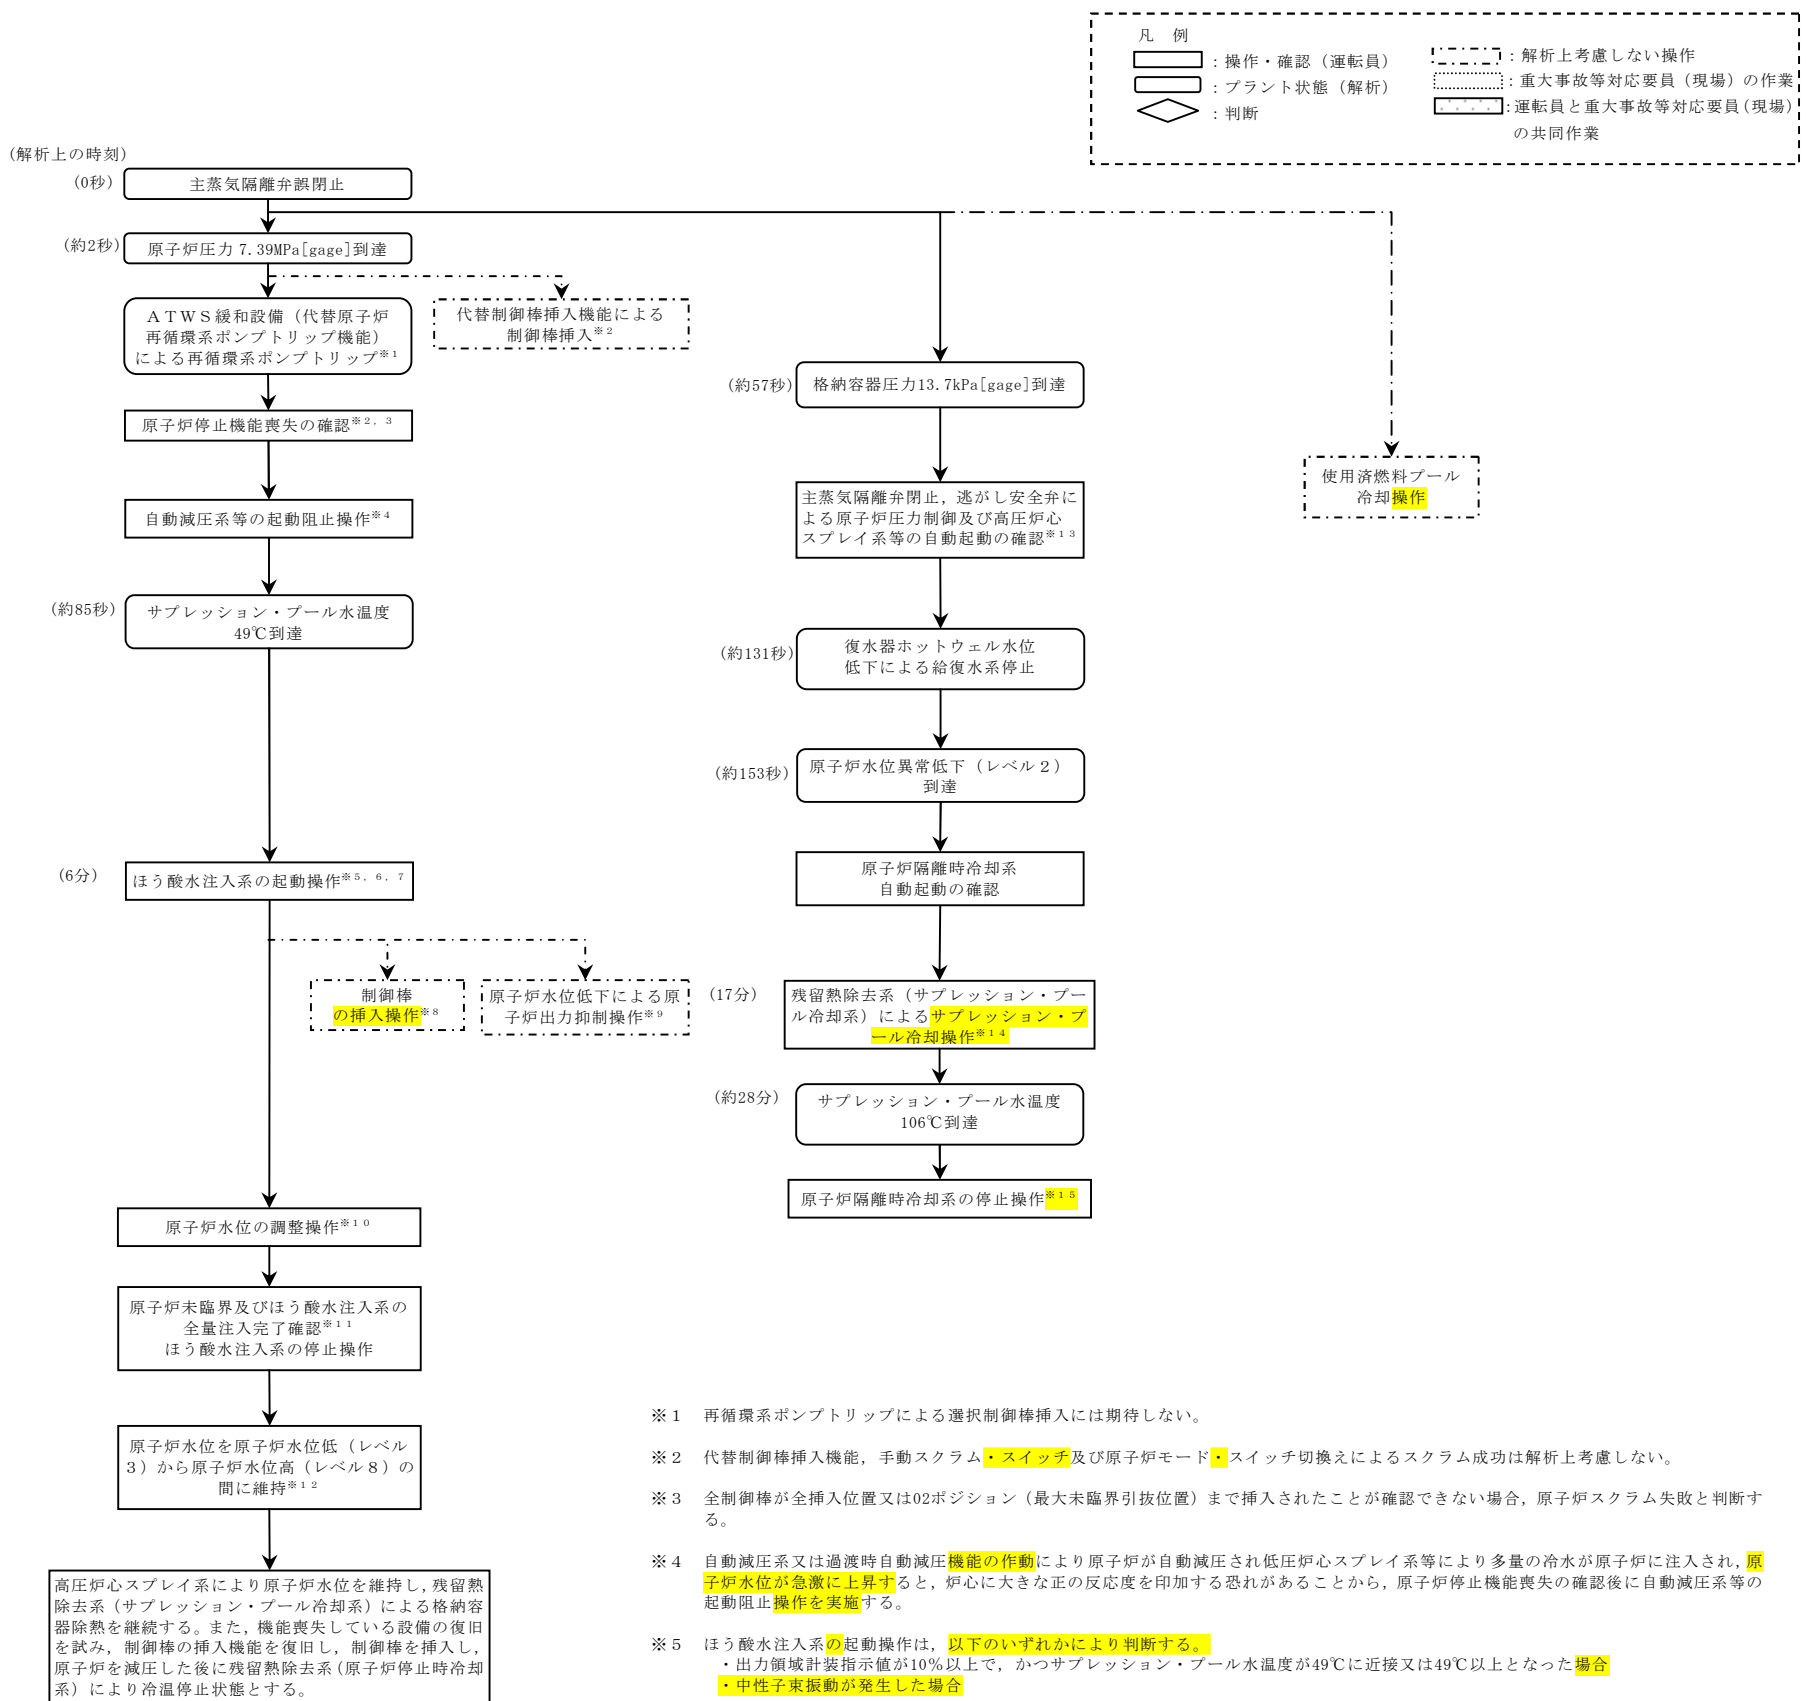 凡　例
：操作・確認（運転員）
：プラント状態（解析）
：判断
：解析上考慮しない操作
：重大事故等対応要員（現場）の作業
：運転員と重大事故等対応要員（現場）
の共同作業
（解析上の時刻）
（0秒）
主蒸気隔離弁誤閉止
（約2秒）
原子炉圧力 7.39MPa[gage]到達
ＡＴＷＳ緩和設備（代替原子炉
再循環系ポンプトリップ機能）
による再循環系ポンプトリップ※１
代替制御棒挿入機能による
制御棒挿入※２
原子炉停止機能喪失の確認※２，３
自動減圧系等の起動阻止操作※４
（約85秒）
サプレッション・プール水温度
49℃到達
（6分）
ほう酸水注入系の起動操作※５，６，７
制御棒
の挿入操作※８
原子炉水位低下による原
子炉出力抑制操作※９
原子炉水位の調整操作※１０
原子炉未臨界及びほう酸水注入系の
全量注入完了確認※１１
ほう酸水注入系の停止操作
原子炉水位を原子炉水位低（レベル
３）から原子炉水位高（レベル８）の
間に維持※１２
高圧炉心スプレイ系により原子炉水位を維持し，残留熱
除去系（サプレッション・プール冷却系）による格納容
器除熱を継続する。また，機能喪失している設備の復旧
を試み，制御棒の挿入機能を復旧し，制御棒を挿入し，
原子炉を減圧した後に残留熱除去系（原子炉停止時冷却
系）により冷温停止状態とする。
（約57秒）
格納容器圧力13.7kPa[gage]到達
主蒸気隔離弁閉止，逃がし安全弁に
よる原子炉圧力制御及び高圧炉心
スプレイ系等の自動起動の確認※１３
（約131秒）
復水器ホットウェル水位
低下による給復水系停止
（約153秒）
原子炉水位異常低下（レベル２）
到達
原子炉隔離時冷却系
自動起動の確認
（17分）
残留熱除去系（サプレッション・プー
ル冷却系）によるサプレッション・プ
ール冷却操作※１４
（約28分）
サプレッション・プール水温度
106℃到達
原子炉隔離時冷却系の停止操作※１５
使用済燃料プール
冷却操作
※１　再循環系ポンプトリップによる選択制御棒挿入には期待しない。
※２　代替制御棒挿入機能，手動スクラム・スイッチ及び原子炉モード・スイッチ切換えによるスクラム成功は解析上考慮しない。
※３　全制御棒が全挿入位置又は02ポジション（最大未臨界引抜位置）まで挿入されたことが確認できない場合，原子炉スクラム失敗と判断す
る。
※４　自動減圧系又は過渡時自動減圧機能の作動により原子炉が自動減圧され低圧炉心スプレイ系等により多量の冷水が原子炉に注入され，原
子炉水位が急激に上昇すると，炉心に大きな正の反応度を印加する恐れがあることから，原子炉停止機能喪失の確認後に自動減圧系等の
起動阻止操作を実施する。
※５　ほう酸水注入系の起動操作は，以下のいずれかにより判断する。
・出力領域計装指示値が10％以上で，かつサプレッション・プール水温度が49℃に近接又は49℃以上となった場合
・中性子束振動が発生した場合